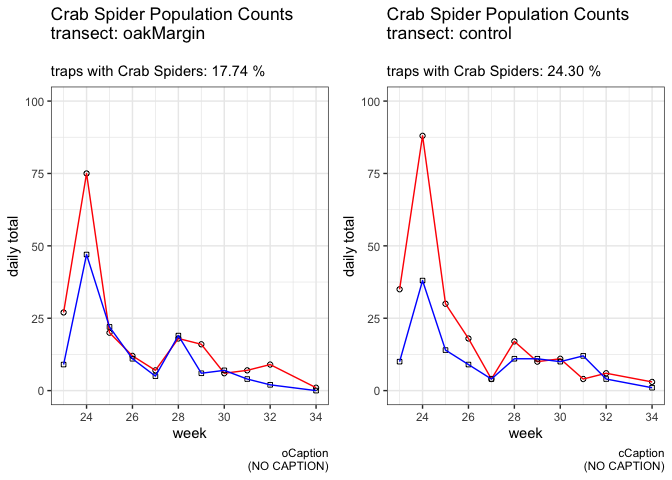 Crab Spider Population Counts
transect: oakMargin
traps with Crab Spiders: 17.74 %
100
75
50
25
0
daily total
24
26
28
30
32
34
week
oCaption
(NO CAPTION)
Crab Spider Population Counts
transect: control
traps with Crab Spiders: 24.30 %
100
75
50
25
0
daily total
24
26
28
30
32
34
week
cCaption
(NO CAPTION)